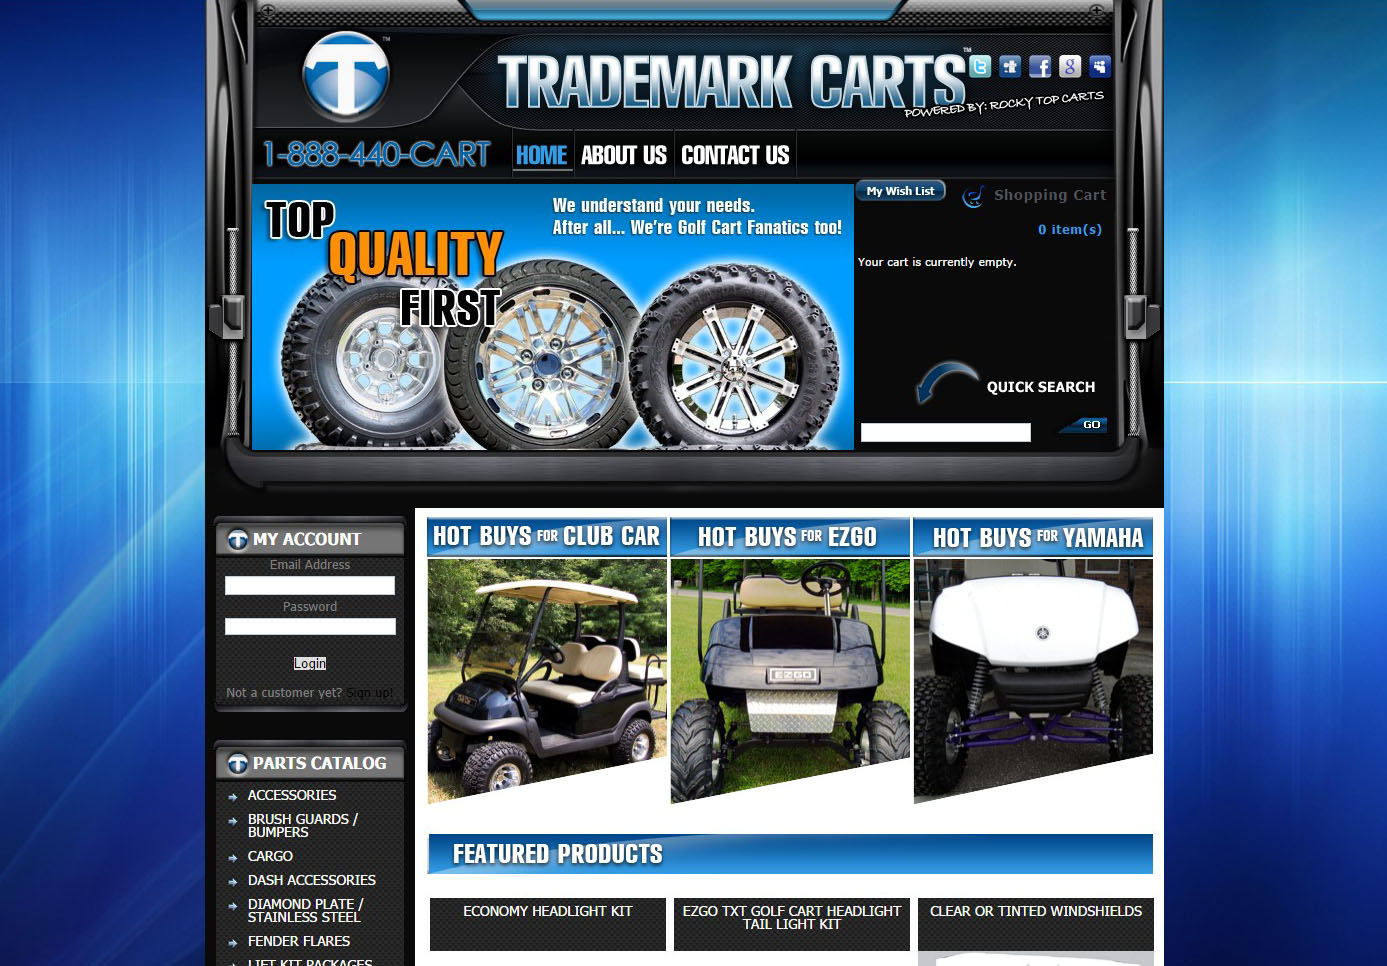 T
TM
TRADEMARK CARTS TM
POWERED BY: ROCKY TOP CARTS
1-888-440-CART
HOME
ABOUT US
CONTACT US
My Wish List
Shopping Cart
0 item(s)
Your cart is currently empty.
TOP
QUALITY
FIRST
We understand your needs.
After all... We're Golf Cart Fanatics too!
QUICK SEARCH
GO
MY ACCOUNT
Email Address
Password
Login
Not a customer yet? Sign up!
HOT BUYS FOR CLUB CAR
HOT BUYS FOR EZGO
HOT BUYS FOR YAMAHA
EZGO
PARTS CATALOG
ACCESSORIES
BRUSH GUARDS /
BUMPERS
CARGO
DASH ACCESSORIES
DIAMOND PLATE /
STAINLESS STEEL
FENDER FLARES
LIFT KIT PACKAGES
FEATURED PRODUCTS
ECONOMY HEADLIGHT KIT
EZGO TXT GOLF CART HEADLIGHT
TAIL LIGHT KIT
CLEAR OR TINTED WINDSHIELDS